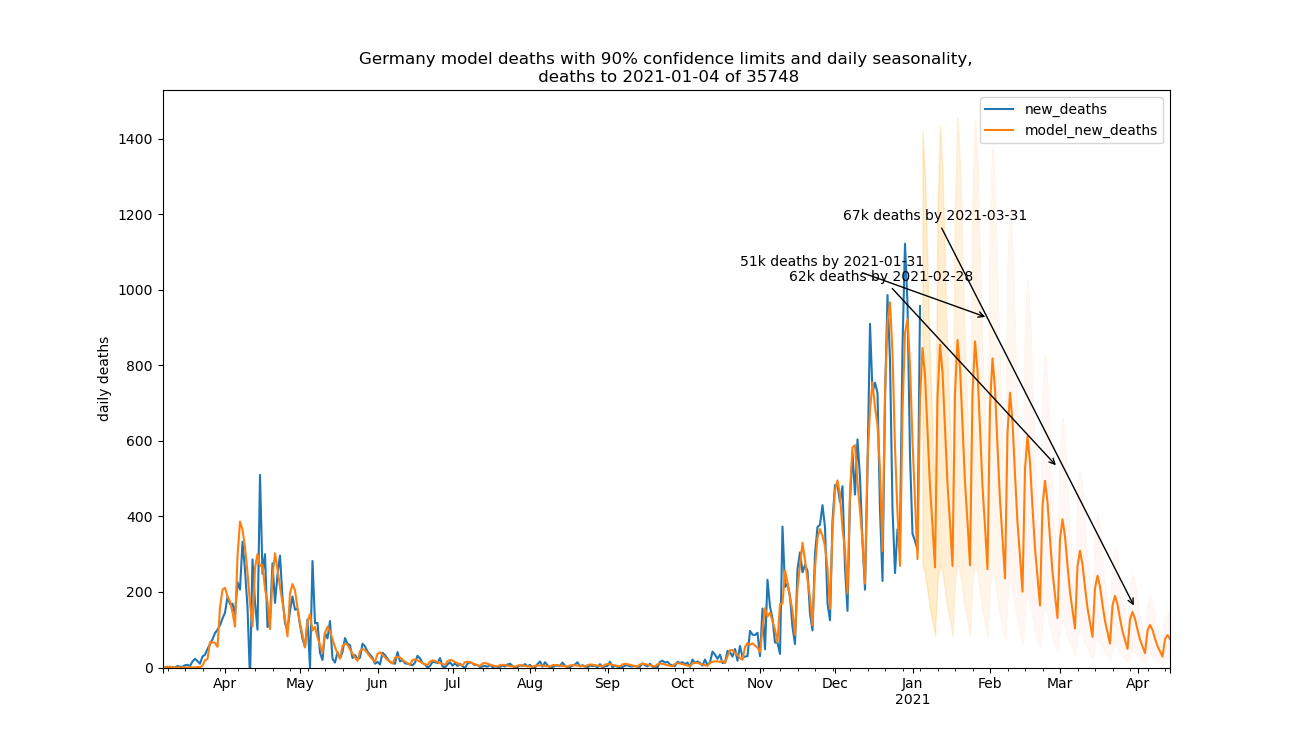 Germany model deaths with 90% confidence limits and daily seasonality,
deaths to 2021-01-04 of 35748
new_deaths
model_new_deaths
1400
1200
1000
800
600
400
200
0
daily deaths
67k deaths by 2021-03-31
51k deaths by 2021-01-31
62k deaths by 2021-02-28
Apr May Jun Jul Aug Sep Oct Nov Dec Jan Feb Mar Apr
2021